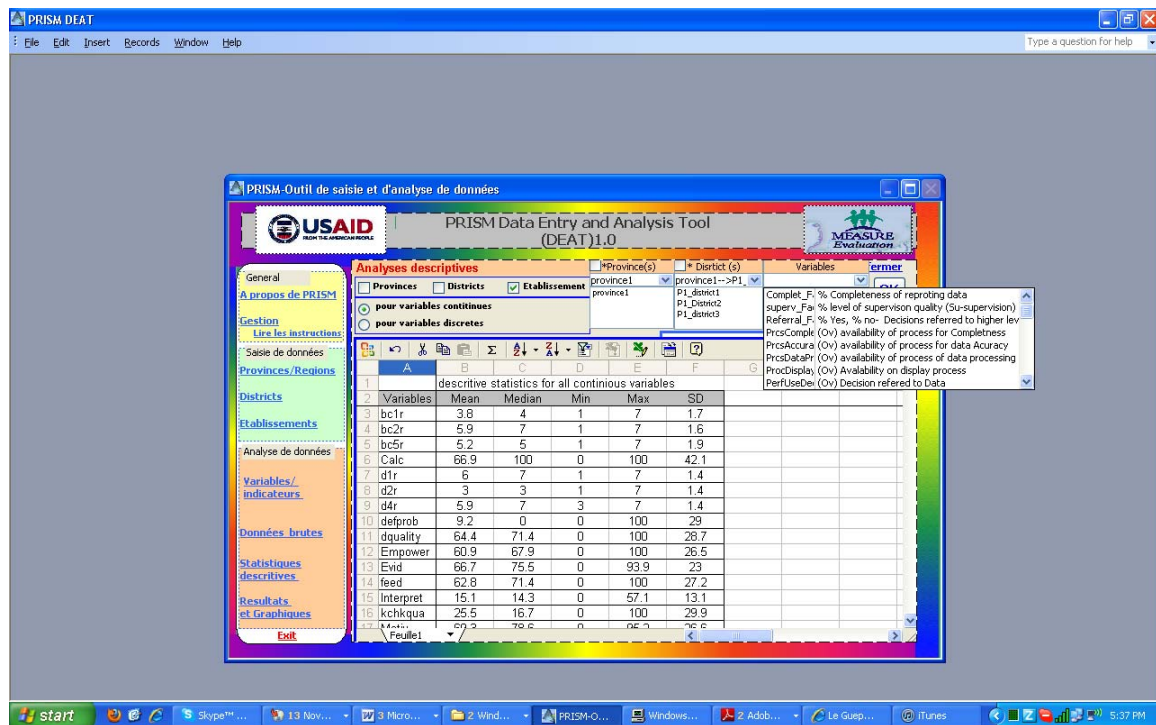 PRISM DEAT
File Edit Insert Records Window Help
Type a question for help
PRISM-Outil de saisie et d'analyse de données
USAID
FROM THE AMERICAN PEOPLE
PRISM Data Entry and Analysis Tool
(DEAT)1.0
MEASURE
Evaluation
General
A propos de PRISM
Gestion
Lire les instructions
Saisie de données
Provinces/Regions
Districts
Etablissements
Analyse de données
Variables/
indicateurs
Données brutes
Statistiques
descritives
Resultats
et Graphiques
Exit
Analyses descriptives
Provinces Districts Etablissement
pour variables contitinues
pour variables discretes
*Province(s) * Disrtict (s) Variables ermer
province1 province1-->P1_
province1
P1_district1
P1_District2
P1_district3
Complet_F. % Completeness of reproting data
superv_Fa % level of supervision quality (Su-supervision)
Referral_F. % Yes, % no- Decisions referred to higher lev
PrcsComple (Ov) availability of process for Completness
PrcsAccura (Ov) availability of process for data Acuracy
PrcsDataPr (Ov) availability of process of data processing
ProcDisplay (Ov) Avalability on display process
PerfUseDe (Ov) Decision refered to Data
A B C D E F G
1 descritive statistics for all continious variables
2 Variables Mean Median Min Max SD
3 bc1r 3.8 4 1 7 1.7
4 bc2r 5.9 7 1 7 1.6
5 bc5r 5.2 5 1 7 1.9
6 Calc 66.9 100 0 100 42.1
7 d1r 6 7 1 7 1.4
8 d2r 3 3 1 7 1.4
9 d4r 5.9 7 3 7 1.4
10 defprob 9.2 0 0 100 29
11 dquality 64.4 71.4 0 100 28.7
12 Empower 60.9 67.9 0 100 26.5
13 Evid 66.7 75.5 0 93.9 23
14 feed 62.8 71.4 0 100 27.2
15 Interpret 15.1 14.3 0 57.1 13.1
16 kchkqua 25.5 16.7 0 100 29.9
Feuille1
start Skype™ ... 13 Nov... 3 Micro... 2 Wind... PRISM-O... Windows... 2 Adob... Le Guep... iTunes 5:37 PM